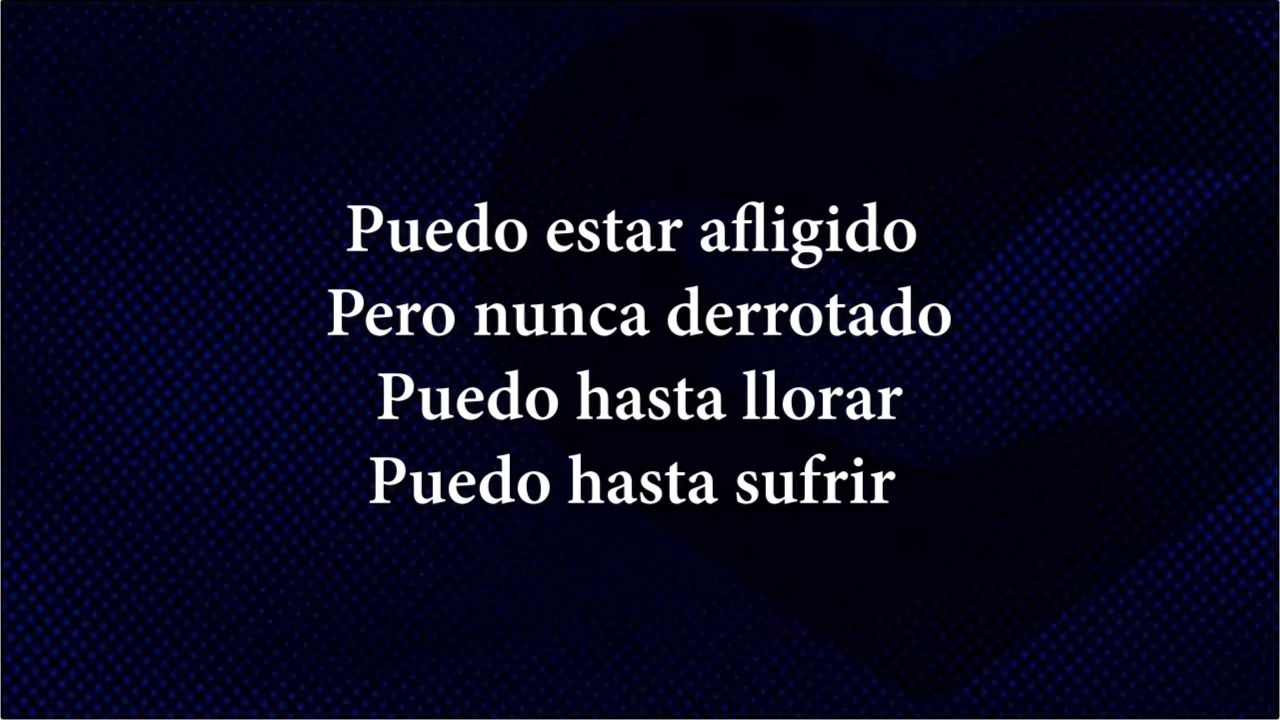 Puedo estar afligido
Pero nunca derrotado
Puedo hasta llorar
Puedo hasta sufrir